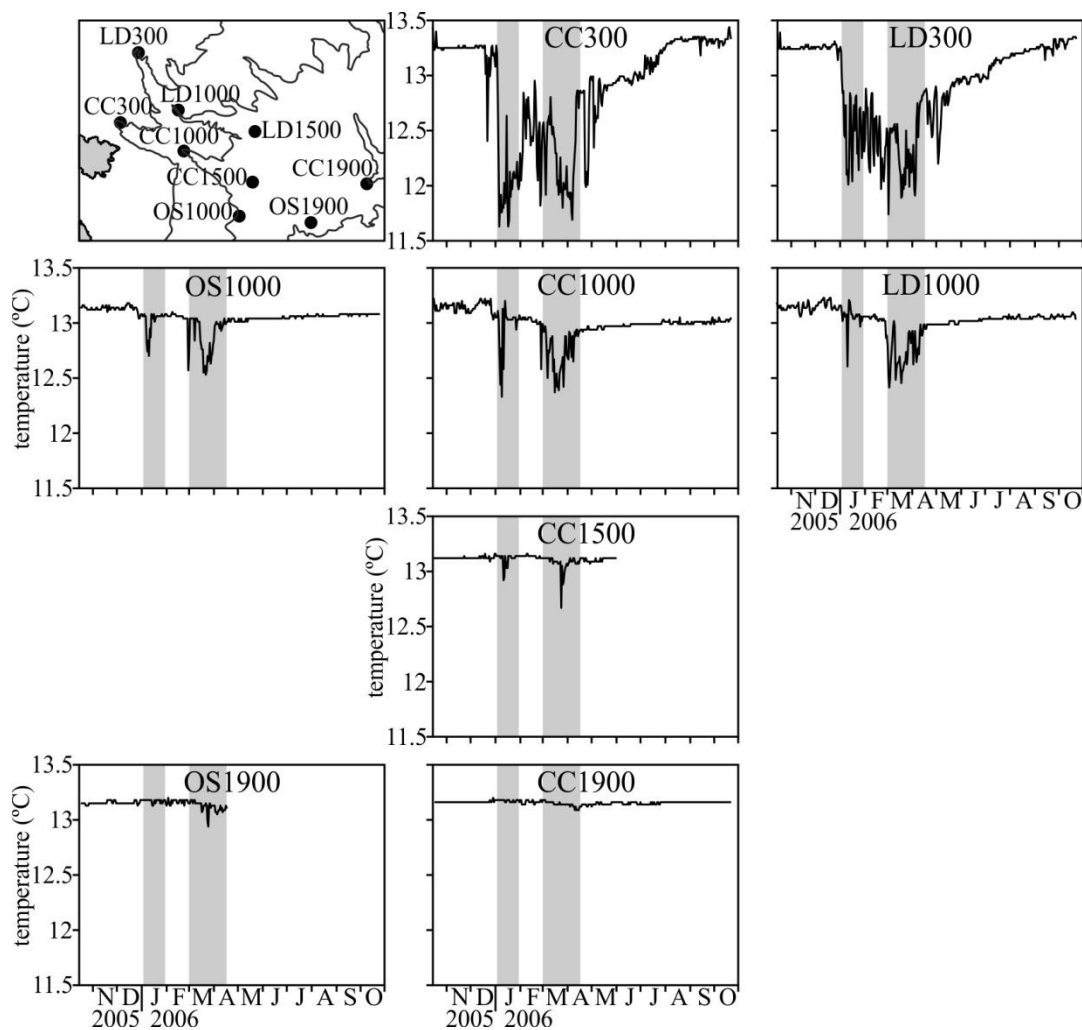 LD300
LD1000
CC300
CC1000
LD1500
CC1500
CC1900
OS1000
OS1900
CC300
13.5
13
12.5
12
11.5
LD300
OS1000
temperature (ºC)
13.5
13
12.5
12
11.5
CC1000
LD1000
N D J F M A M J J A S O
2005 2006
CC1500
temperature (ºC)
13.5
13
12.5
12
11.5
OS1900
temperature (ºC)
13.5
13
12.5
12
11.5
N D J F M A M J J A S O
2005 2006
CC1900
N D J F M A M J J A S O
2005 2006